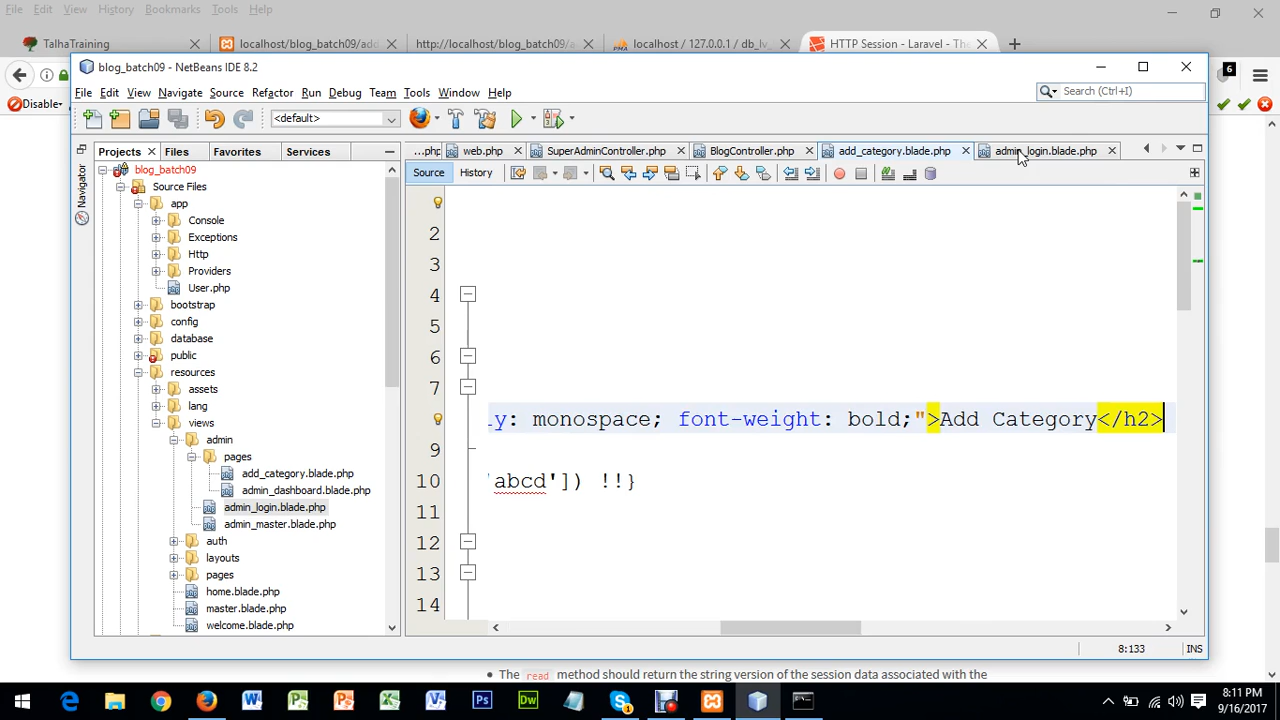 File Edit View History Bookmarks Tools Help
TalhaTraining
localhost/blog_batch09/add
http://localhost/blog_batch09/a
localhost / 127.0.0.1 / db_lv_
HTTP Session - Laravel - The
Disable
6
blog_batch09 - NetBeans IDE 8.2
File Edit View Navigate Source Refactor Run Debug Team Tools Window Help
Search (Ctrl+I)
<default>
Projects
Files
Favorites
Services
...php
web.php
SuperAdminController.php
BlogController.php
add_category.blade.php
admin_login.blade.php
Source
History
Navigator
blog_batch09
Source Files
app
Console
Exceptions
Http
Providers
User.php
bootstrap
config
database
public
resources
assets
lang
views
admin
pages
add_category.blade.php
admin_dashboard.blade.php
admin_login.blade.php
admin_master.blade.php
auth
layouts
pages
home.blade.php
master.blade.php
welcome.blade.php
2
3
4
5
6
7
ly: monospace; font-weight: bold;">Add Category</h2>
9
10 'abcd']) !!}
11
12
13
14
8:133
INS
The read method should return the string version of the session data associated with the
8:11 PM
9/16/2017